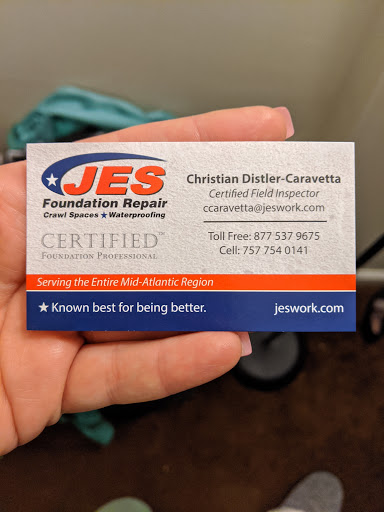 JES
Foundation Repair
Crawl Spaces ★ Waterproofing
CERTIFIED™
FOUNDATION PROFESSIONAL
Christian Distler-Caravetta
Certified Field Inspector
ccaravetta@jeswork.com
Toll Free: 877 537 9675
Cell: 757 754 0141
Serving the Entire Mid-Atlantic Region
★ Known best for being better.
jeswork.com